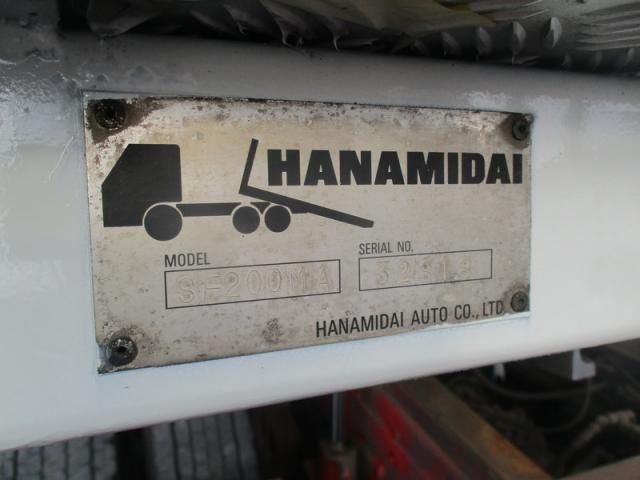 HANAMIDAI
MODEL
SF200MA
SERIAL NO.
HANAMIDAI AUTO CO., LTD